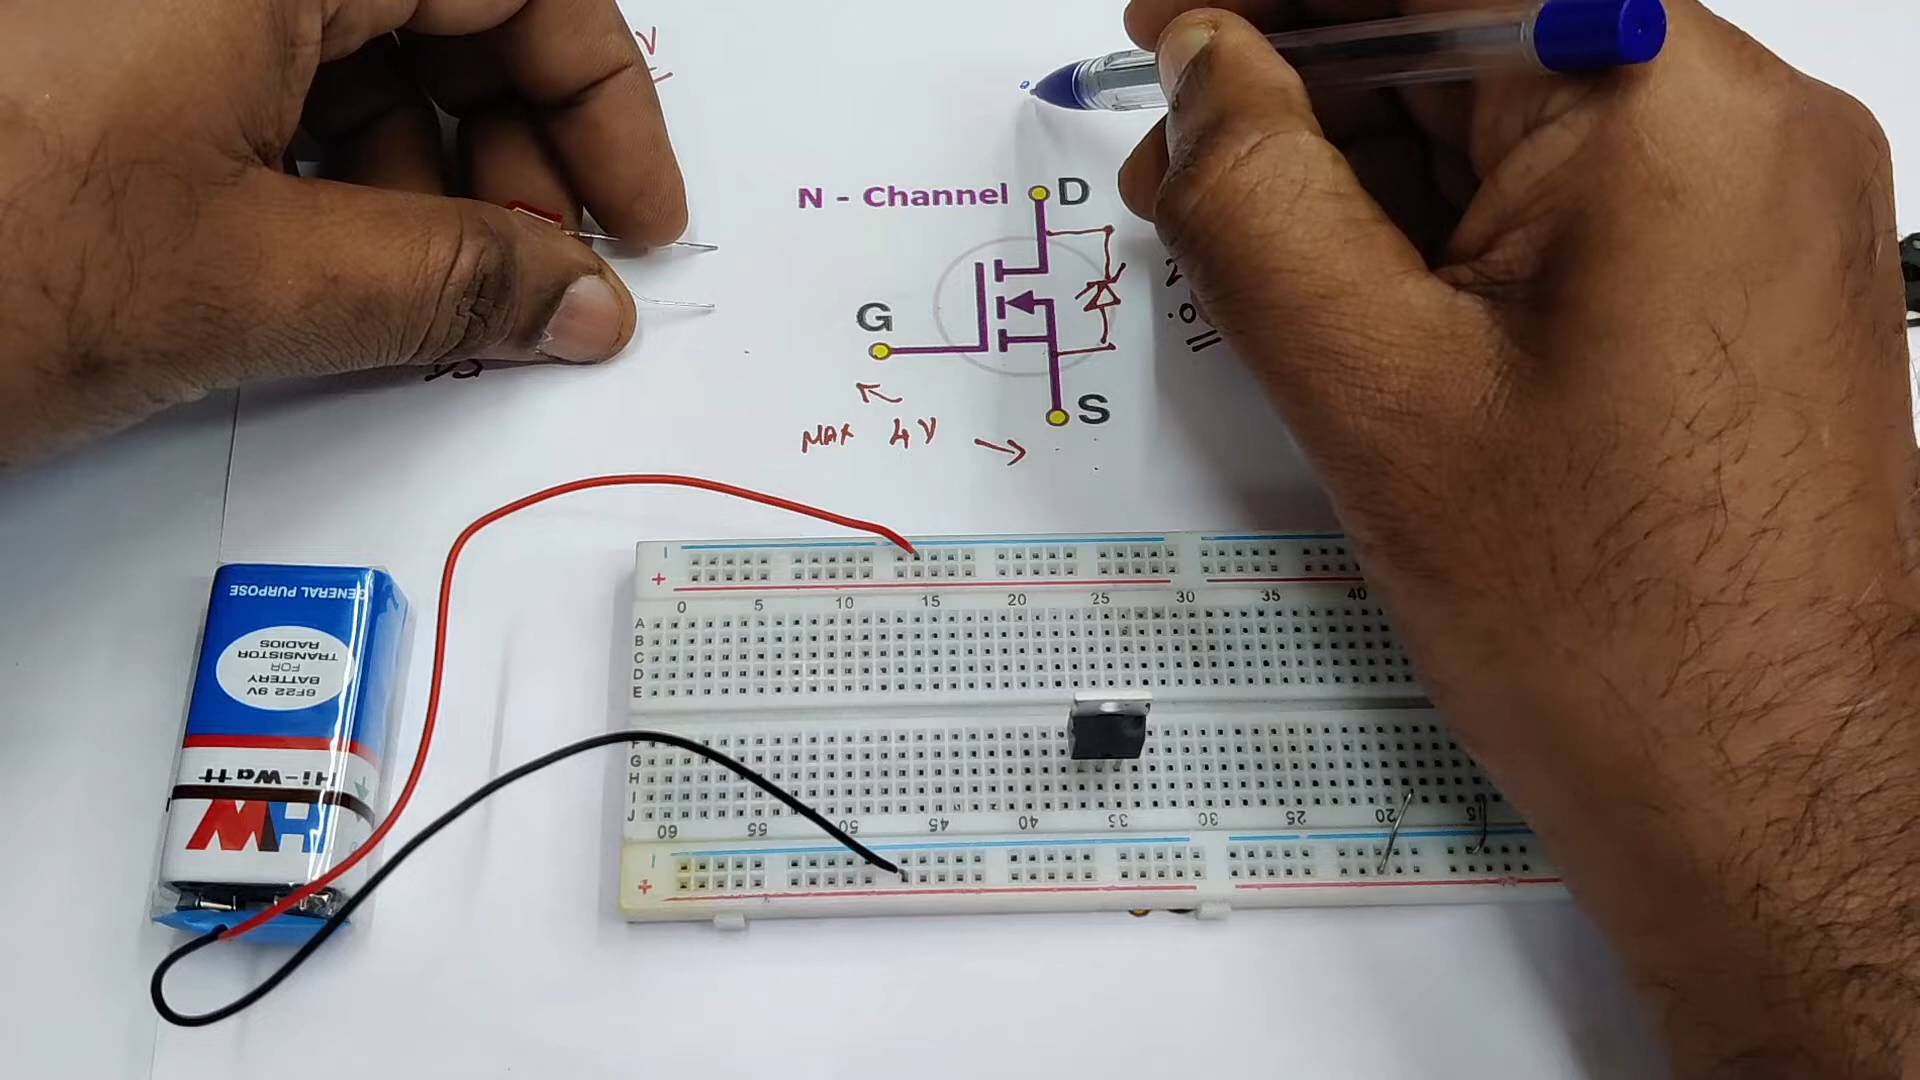 V
N - Channel D
G
S
MAX 4V
GENERAL PURPOSE
6F22 9V
BATTERY
FOR
TRANSISTOR
RADIOS
Hi-Watt
HW
+
0 5 10 15 20 25 30 35 40
A
B
C
D
E
F
G
H
J
60 55 50 45 40 35 30 25 20 15
+